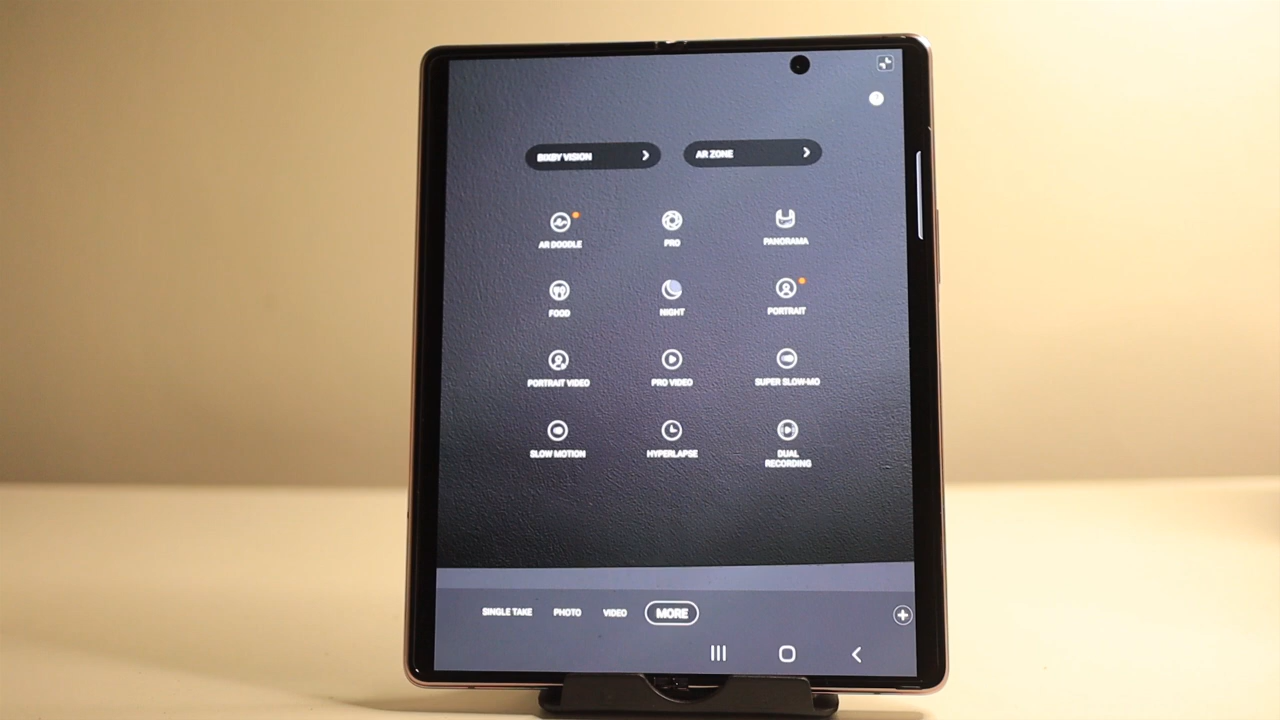 BIXBY VISION
AR ZONE
AR DOODLE
PRO
PANORAMA
FOOD
NIGHT
PORTRAIT
PORTRAIT VIDEO
PRO VIDEO
SUPER SLOW-MO
SLOW MOTION
HYPERLAPSE
DUAL
RECORDING
SINGLE TAKE
PHOTO
VIDEO
MORE